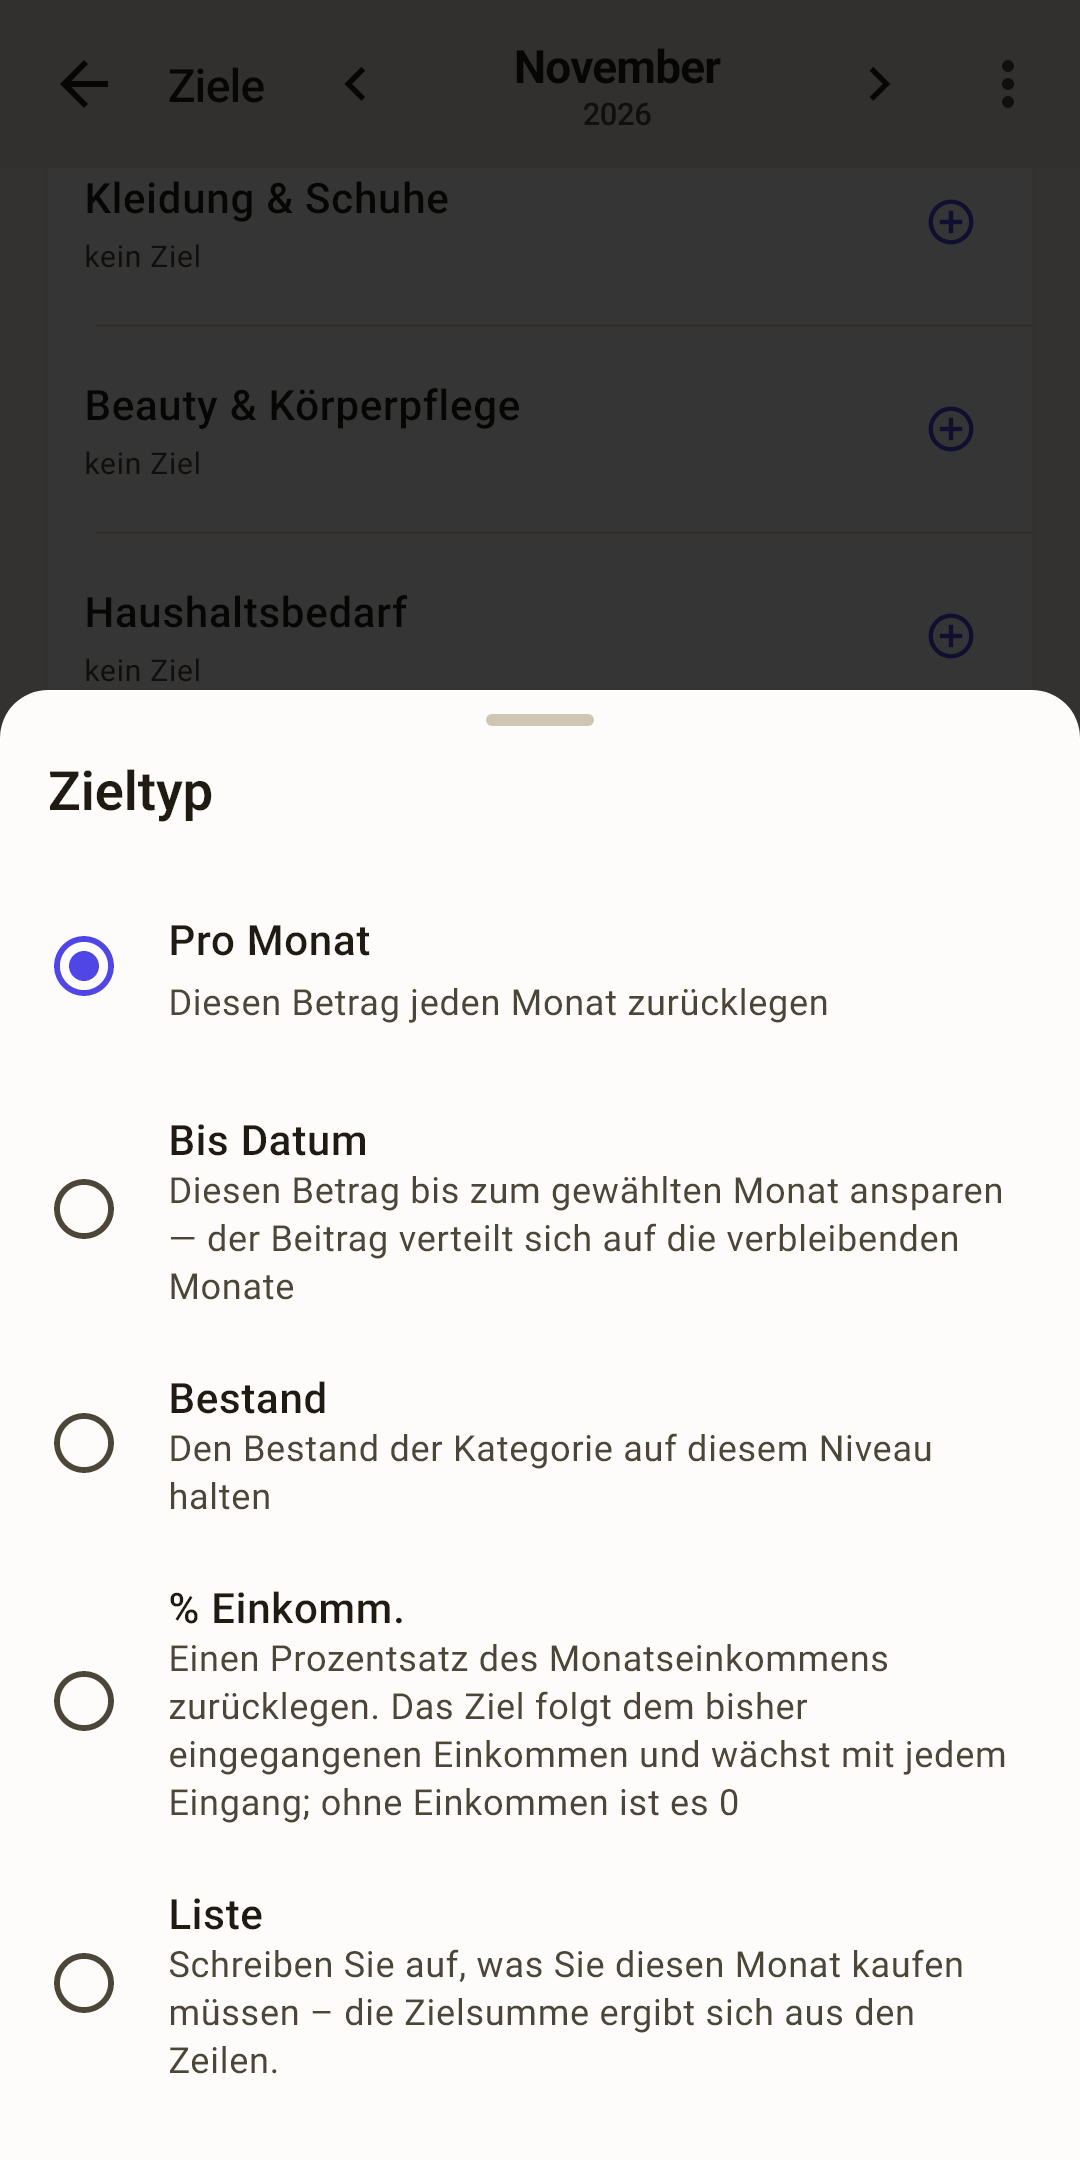 Ziele
November
2026
Kleidung & Schuhe
kein Ziel
Beauty & Körperpflege
kein Ziel
Haushaltsbedarf
kein Ziel
Zieltyp
Pro Monat
Diesen Betrag jeden Monat zurücklegen
Bis Datum
Diesen Betrag bis zum gewählten Monat ansparen
— der Beitrag verteilt sich auf die verbleibenden
Monate
Bestand
Den Bestand der Kategorie auf diesem Niveau
halten
% Einkomm.
Einen Prozentsatz des Monatseinkommens
zurücklegen. Das Ziel folgt dem bisher
eingegangenen Einkommen und wächst mit jedem
Eingang; ohne Einkommen ist es 0
Liste
Schreiben Sie auf, was Sie diesen Monat kaufen
müssen – die Zielsumme ergibt sich aus den
Zeilen.